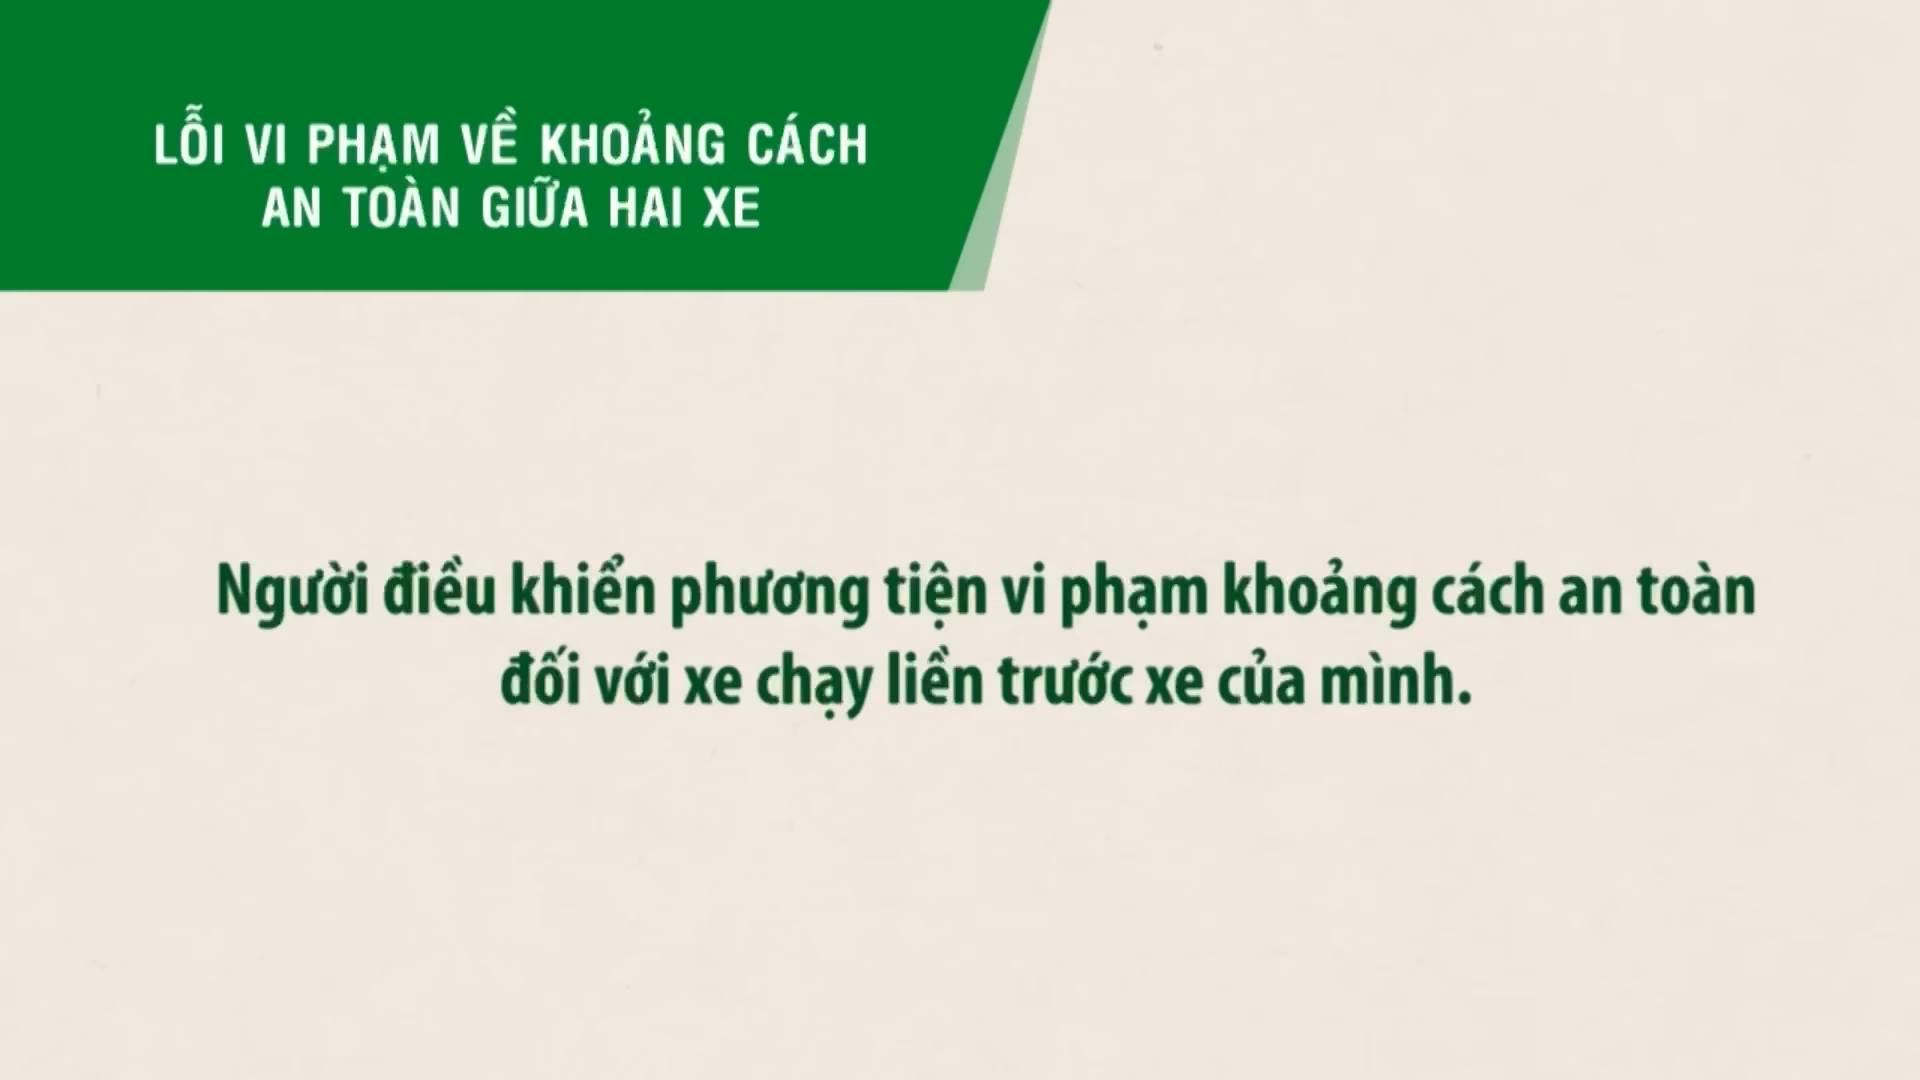 LỖI VI PHẠM VỀ KHOẢNG CÁCH
AN TOÀN GIỮA HAI XE
Người điều khiển phương tiện vi phạm khoảng cách an toàn
đối với xe chạy liền trước xe của mình.